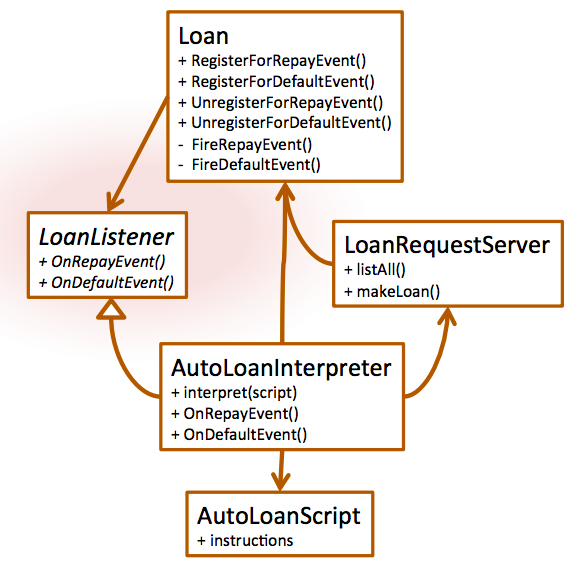 Loan
+ RegisterForRepayEvent()
+ RegisterForDefaultEvent()
+ UnregisterForRepayEvent()
+ UnregisterForDefaultEvent()
- FireRepayEvent()
- FireDefaultEvent()
LoanListener
+ OnRepayEvent()
+ OnDefaultEvent()
LoanRequestServer
+ listAll()
+ makeLoan()
AutoLoanInterpreter
+ interpret(script)
+ OnRepayEvent()
+ OnDefaultEvent()
AutoLoanScript
+ instructions